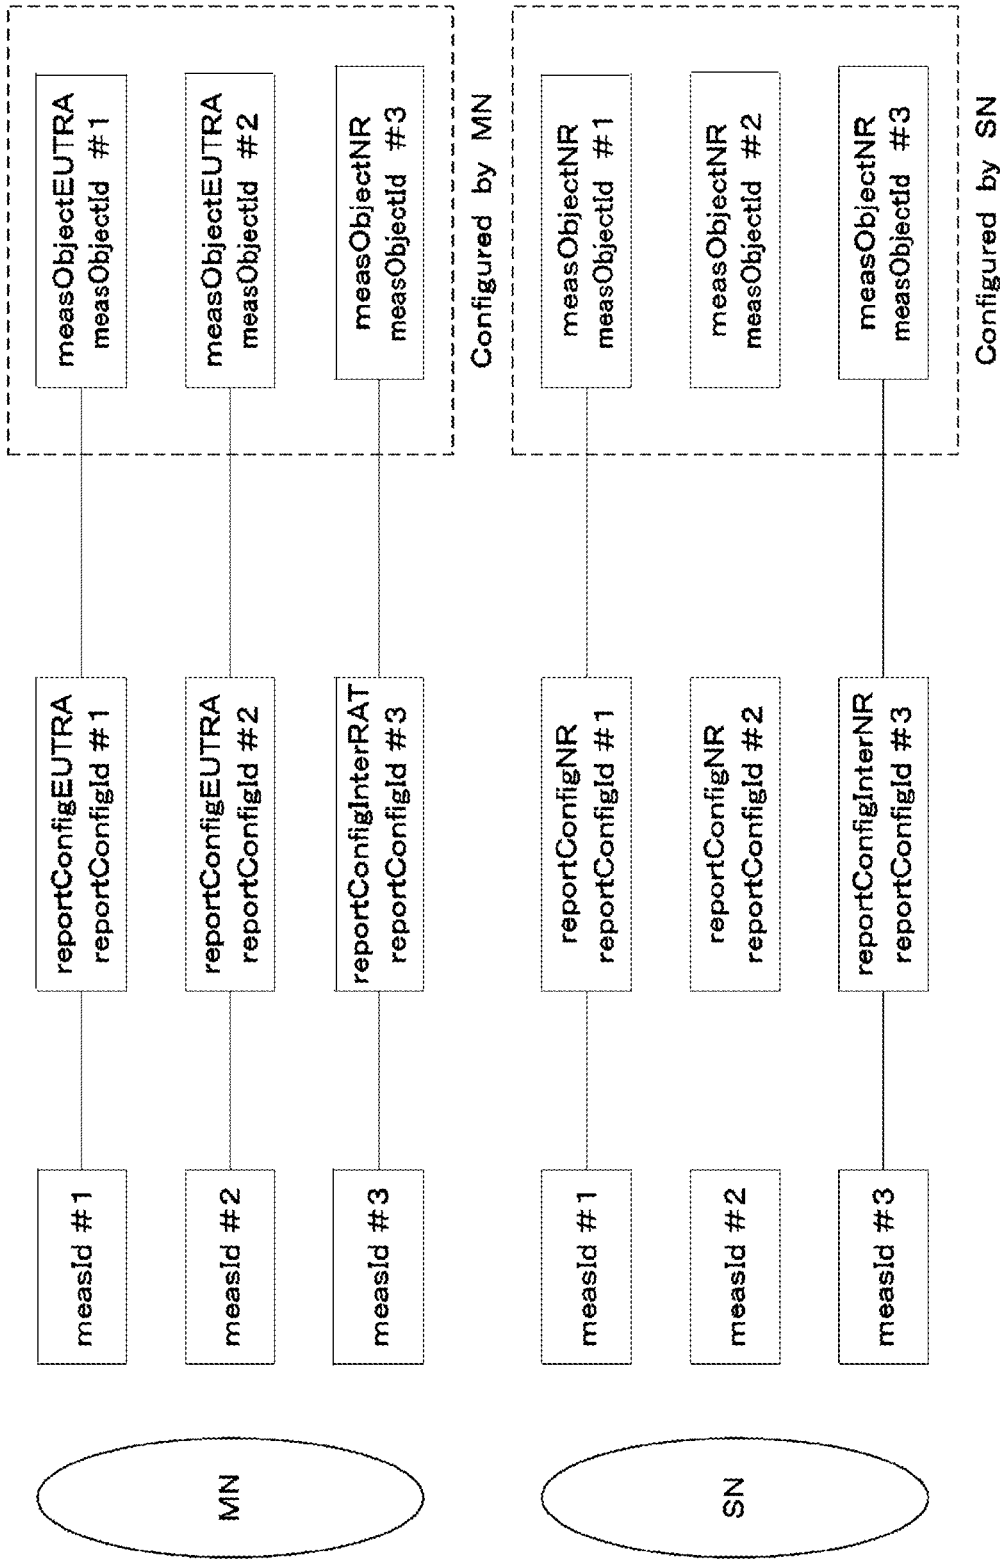 MN
measId #1
reportConfigEUTRA
reportConfigId #1
measObjectEUTRA
measObjectId #1
measId #2
reportConfigEUTRA
reportConfigId #2
measObjectEUTRA
measObjectId #2
measId #3
reportConfigInterRAT
reportConfigId #3
measObjectNR
measObjectId #3
Configured by MN
SN
measId #1
reportConfigNR
reportConfigId #1
measObjectNR
measObjectId #1
measId #2
reportConfigNR
reportConfigId #2
measObjectNR
measObjectId #2
measId #3
reportConfigInterNR
reportConfigId #3
measObjectNR
measObjectId #3
Configured by SN